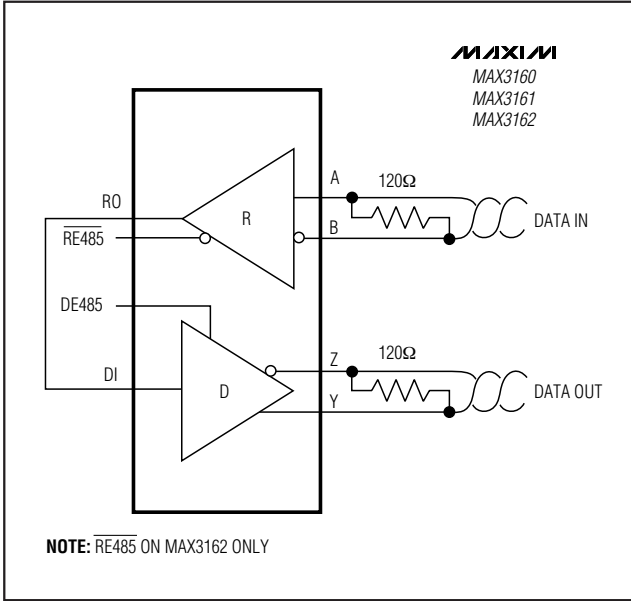 MAXIM
MAX3160
MAX3161
MAX3162
A
120Ω
RO
R
RE485
B
DATA IN
DE485
Z
120Ω
DI
D
Y
DATA OUT
NOTE: RE485 ON MAX3162 ONLY